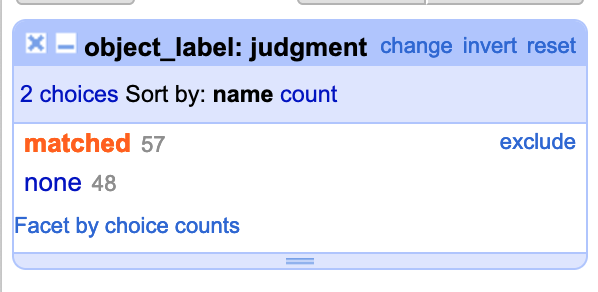 object_label: judgment change invert reset
2 choices Sort by: name count
matched 57 exclude
none 48
Facet by choice counts